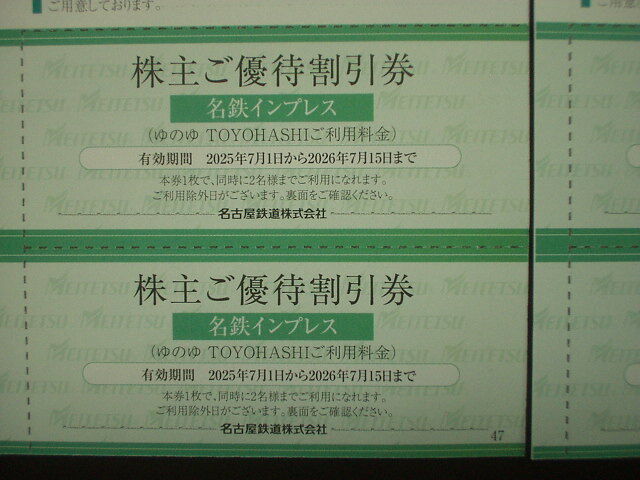 ご用意しております。
株主ご優待割引券
名鉄インプレス
(ゆのゆ TOYOHASHIご利用料金)
有効期間 2025年7月1日から2026年7月15日まで
本券1枚で、同時に2名様までご利用になれます。
ご利用除外日がございます。裏面をご確認ください。
名古屋鉄道株式会社
株主ご優待割引券
名鉄インプレス
(ゆのゆ TOYOHASHIご利用料金)
有効期間 2025年7月1日から2026年7月15日まで
本券1枚で、同時に2名様までご利用になれます。
ご利用除外日がございます。裏面をご確認ください。
名古屋鉄道株式会社
47
ご用意し
MEITETSU